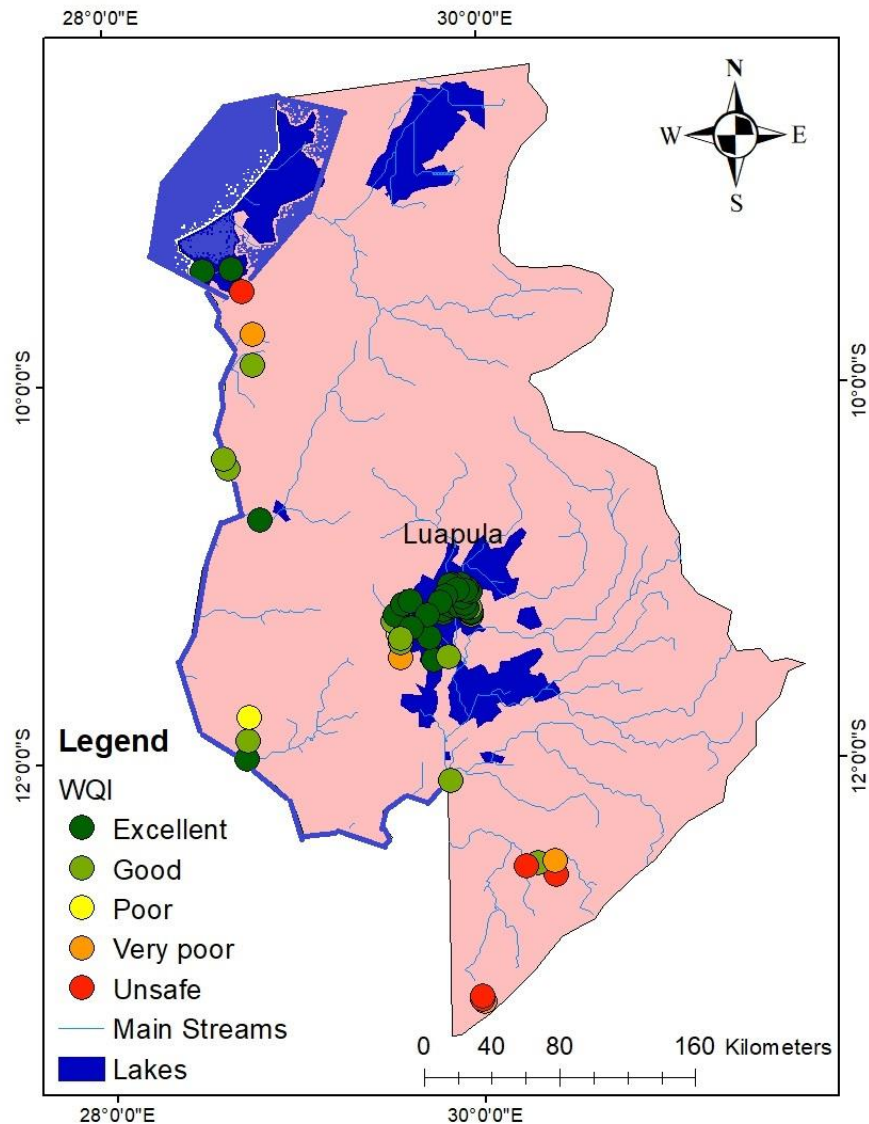 28°0'0"E 30°0'0"E
N
W E
S
10°0'0"S 10°0'0"S
Luapula
12°0'0"S 12°0'0"S
Legend
WQI
Excellent
Good
Poor
Very poor
Unsafe
Main Streams
Lakes
0 40 80 160 Kilometers
28°0'0"E 30°0'0"E